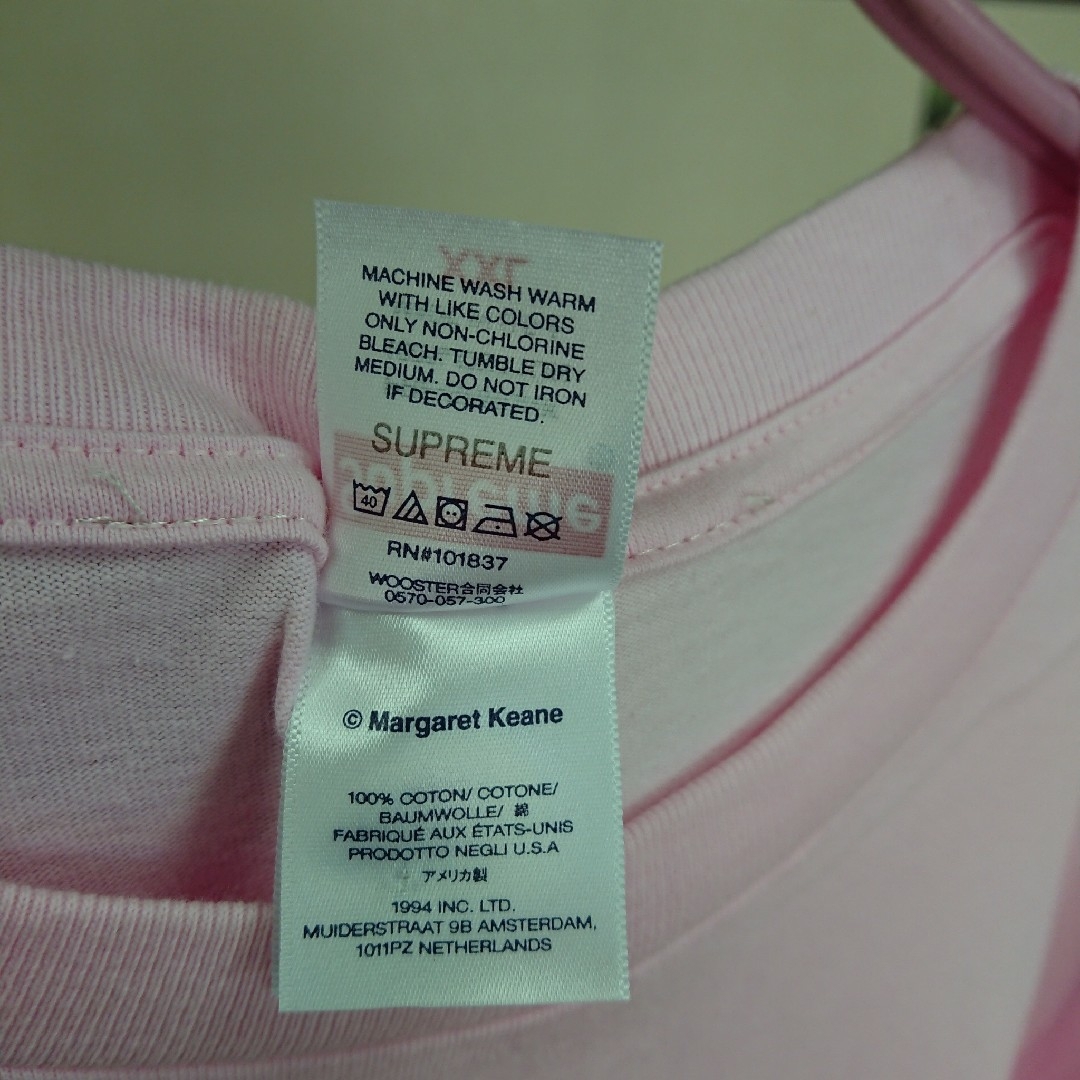 XXL
MACHINE WASH WARM
WITH LIKE COLORS
ONLY NON-CHLORINE
BLEACH. TUMBLE DRY
MEDIUM. DO NOT IRON
IF DECORATED.
SUPREME
Supreme
40
RN#101837
WOOSTER合同会社
0570-057-300
© Margaret Keane
100% COTON/ COTONE/
BAUMWOLLE/ 綿
FABRIQUÉ AUX ÉTATS-UNIS
PRODOTTO NEGLI U.S.A
アメリカ製
1994 INC. LTD.
MUIDERSTRAAT 9B AMSTERDAM,
1011PZ NETHERLANDS